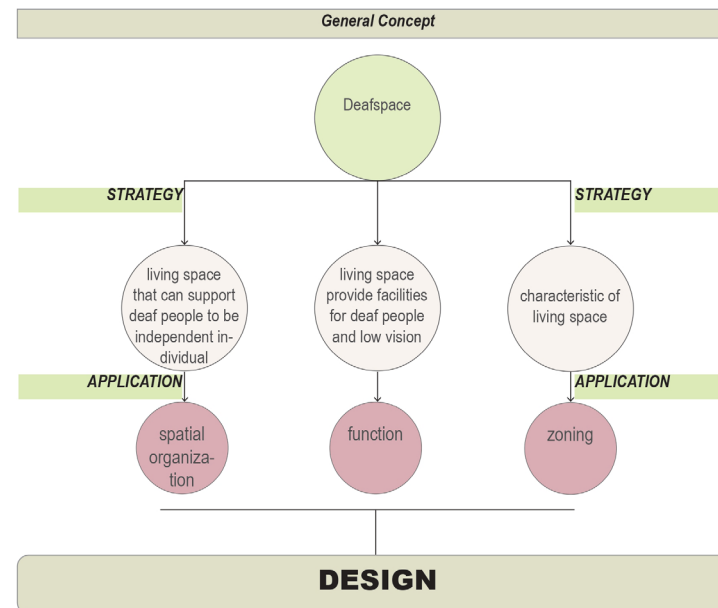 General Concept
Deafspace
STRATEGY
STRATEGY
living space
that can support
deaf people to be
independent in-
dividual
living space
provide facilities
for deaf people
and low vision
characteristic of
living space
APPLICATION
APPLICATION
spatial
organiza-
tion
function
zoning
DESIGN